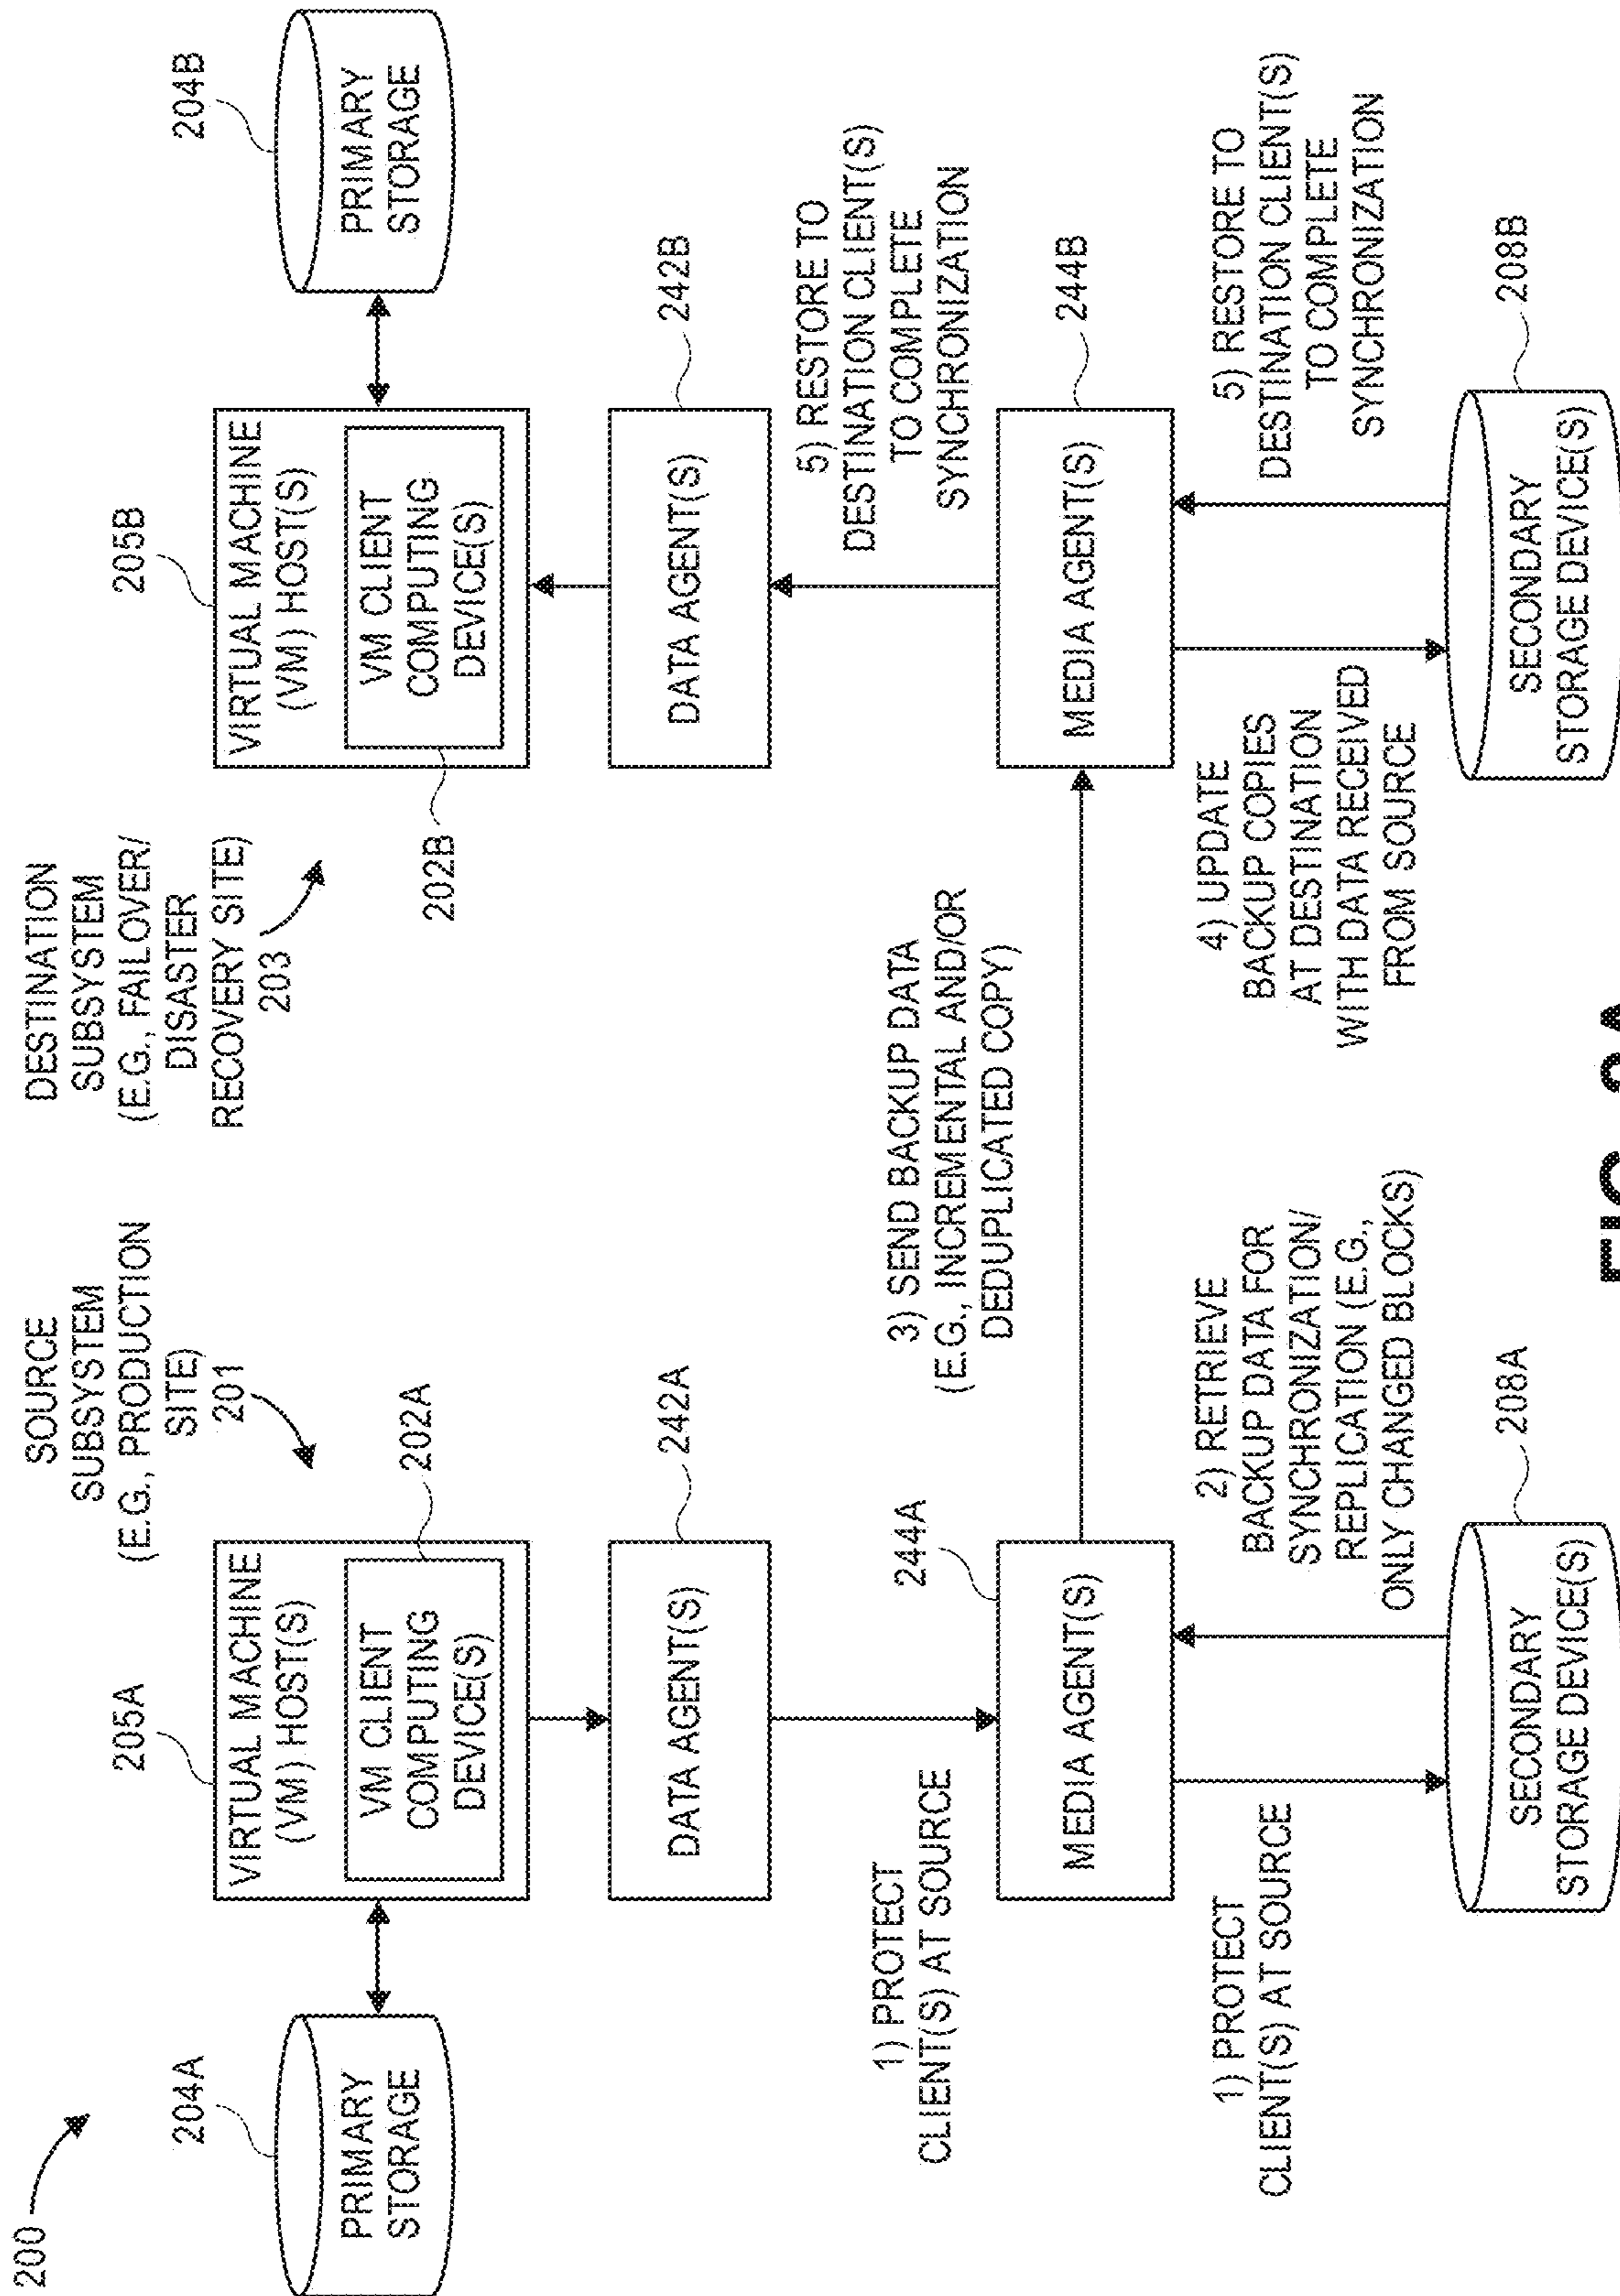 200
SOURCE
SUBSYSTEM
(E.G., PRODUCTION
SITE)
201
DESTINATION
SUBSYSTEM
(E.G., FAILOVER/
DISASTER
RECOVERY SITE)
203
204A
PRIMARY
STORAGE
205A
VIRTUAL MACHINE
(VM) HOST(S)
VM CLIENT
COMPUTING
DEVICE(S)
202A
205B
VIRTUAL MACHINE
(VM) HOST(S)
VM CLIENT
COMPUTING
DEVICE(S)
202B
204B
PRIMARY
STORAGE
DATA AGENT(S)
242A
DATA AGENT(S)
242B
1) PROTECT
CLIENT(S) AT SOURCE
3) SEND BACKUP DATA
(E.G., INCREMENTAL AND/OR
DEDUPLICATED COPY)
5) RESTORE TO
DESTINATION CLIENT(S)
TO COMPLETE
SYNCHRONIZATION
244A
MEDIA AGENT(S)
MEDIA AGENT(S)
244B
1) PROTECT
CLIENT(S) AT SOURCE
2) RETRIEVE
BACKUP DATA FOR
SYNCHRONIZATION/
REPLICATION (E.G.,
ONLY CHANGED BLOCKS)
4) UPDATE
BACKUP COPIES
AT DESTINATION
WITH DATA RECEIVED
FROM SOURCE
5) RESTORE TO
DESTINATION CLIENT(S)
TO COMPLETE
SYNCHRONIZATION
SECONDARY
STORAGE DEVICE(S)
208A
SECONDARY
STORAGE DEVICE(S)
208B